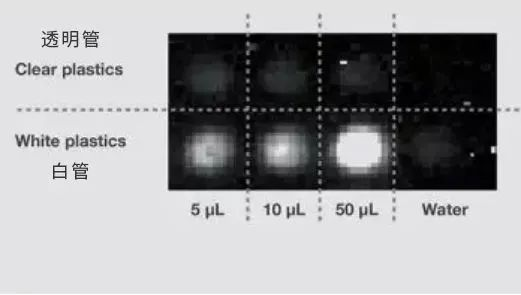 透明管
Clear plastics
White plastics
白管
5 µL
10 µL
50 µL
Water